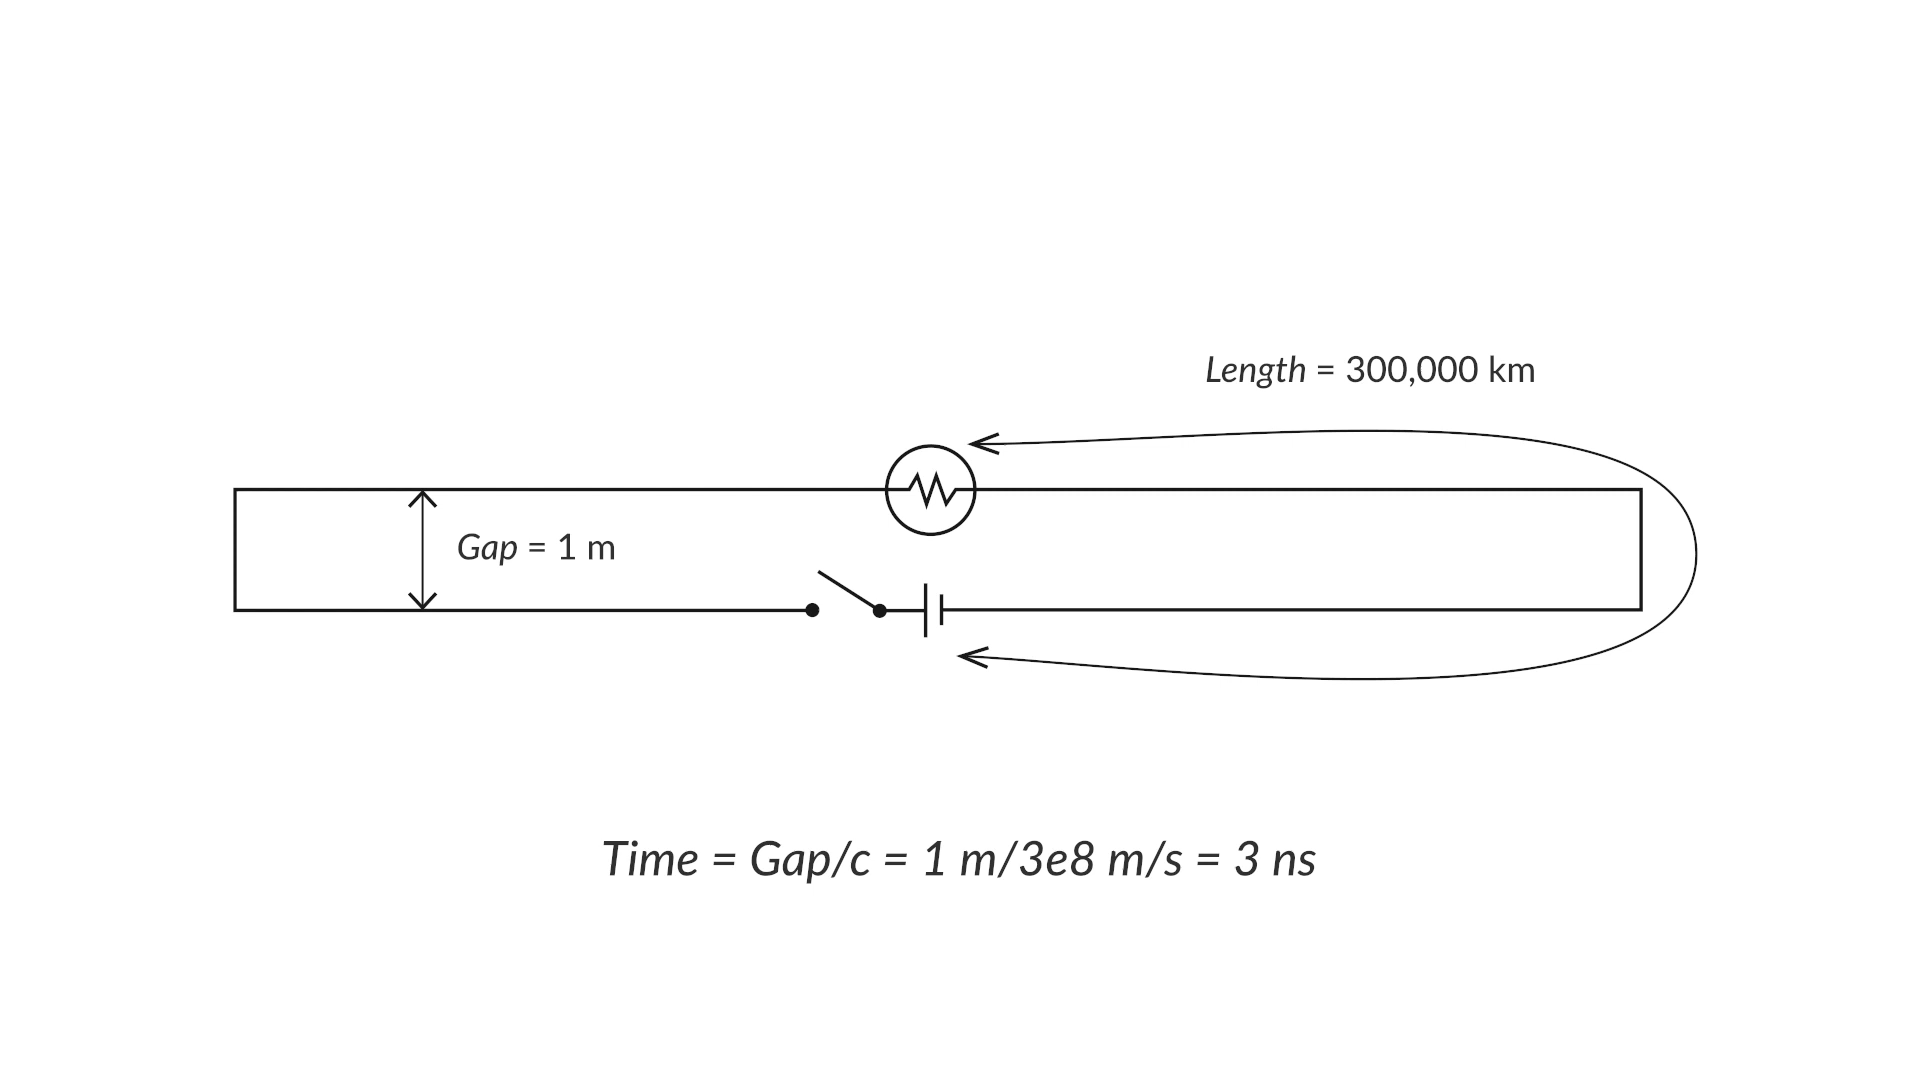 Length = 300,000 km
Gap = 1 m
Time = Gap/c = 1 m/3e8 m/s = 3 ns